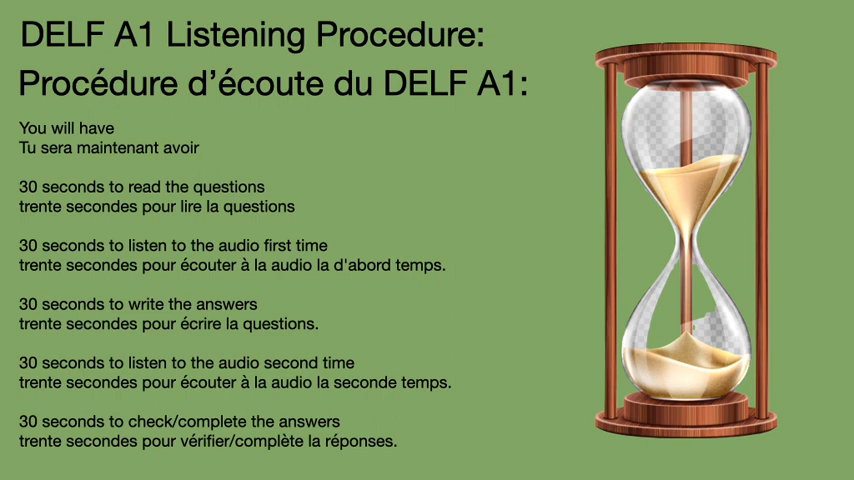 DELF A1 Listening Procedure:
Procédure d’écoute du DELF A1:
You will have
Tu sera maintenant avoir
30 seconds to read the questions
trente secondes pour lire la questions
30 seconds to listen to the audio first time
trente secondes pour écouter à la audio la d'abord temps.
30 seconds to write the answers
trente secondes pour écrire la questions.
30 seconds to listen to the audio second time
trente secondes pour écouter à la audio la seconde temps.
30 seconds to check/complete the answers
trente secondes pour vérifier/complète la réponses.